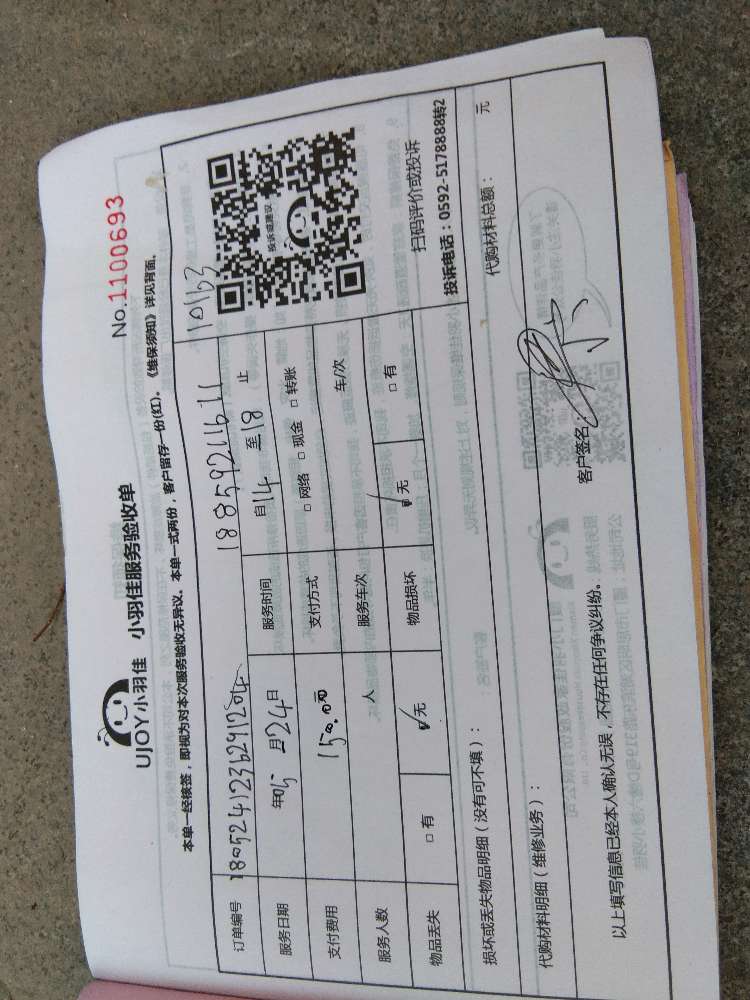 No.1100693
UJOY小羽佳 小羽佳服务验收单
本单一经核签，即视为对本次服务验收无异议。本单一式两份，客户留存一份(红)。《维保须知》详见背面。
订单编号 1805241236291204 18859211671 110153
服务日期 年05月24日 服务时间 自14至18止
支付费用 150.00 支付方式 □网络 □现金 □转账
服务人数 人 服务车次 车/次
物品丢失 □有 ☑无 物品损坏 ☑无 □有
投诉或建议
扫码评价或投诉
投诉电话：0592-5178888转2
损坏或丢失物品明细（没有可不填）：
代购材料明细（维修业务）： 代购材料总额： 元
以上填写信息已经本人确认无误，不存在任何争议纠纷。 客户签名：